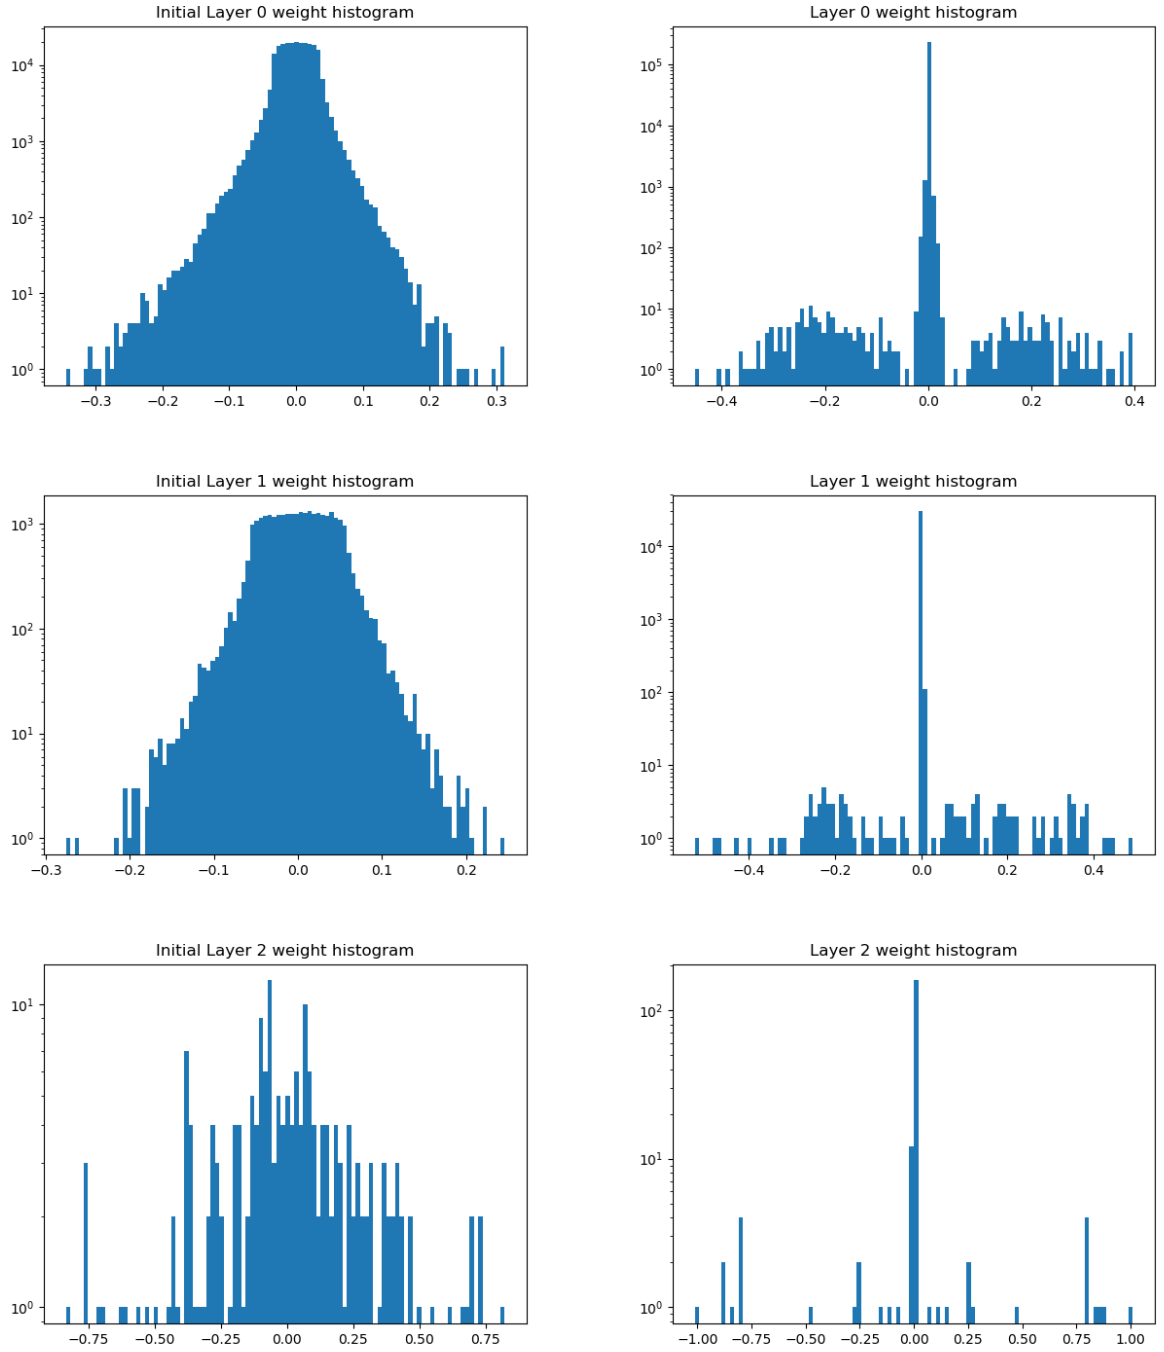 Initial Layer 0 weight histogram
10⁴
10³
10²
10¹
10⁰
−0.3 −0.2 −0.1 0.0 0.1 0.2 0.3
Layer 0 weight histogram
10⁵
10⁴
10³
10²
10¹
10⁰
−0.4 −0.2 0.0 0.2 0.4
Initial Layer 1 weight histogram
10³
10²
10¹
10⁰
−0.3 −0.2 −0.1 0.0 0.1 0.2
Layer 1 weight histogram
10⁴
10³
10²
10¹
10⁰
−0.4 −0.2 0.0 0.2 0.4
Initial Layer 2 weight histogram
10¹
10⁰
−0.75 −0.50 −0.25 0.00 0.25 0.50 0.75
Layer 2 weight histogram
10²
10¹
10⁰
−1.00 −0.75 −0.50 −0.25 0.00 0.25 0.50 0.75 1.00